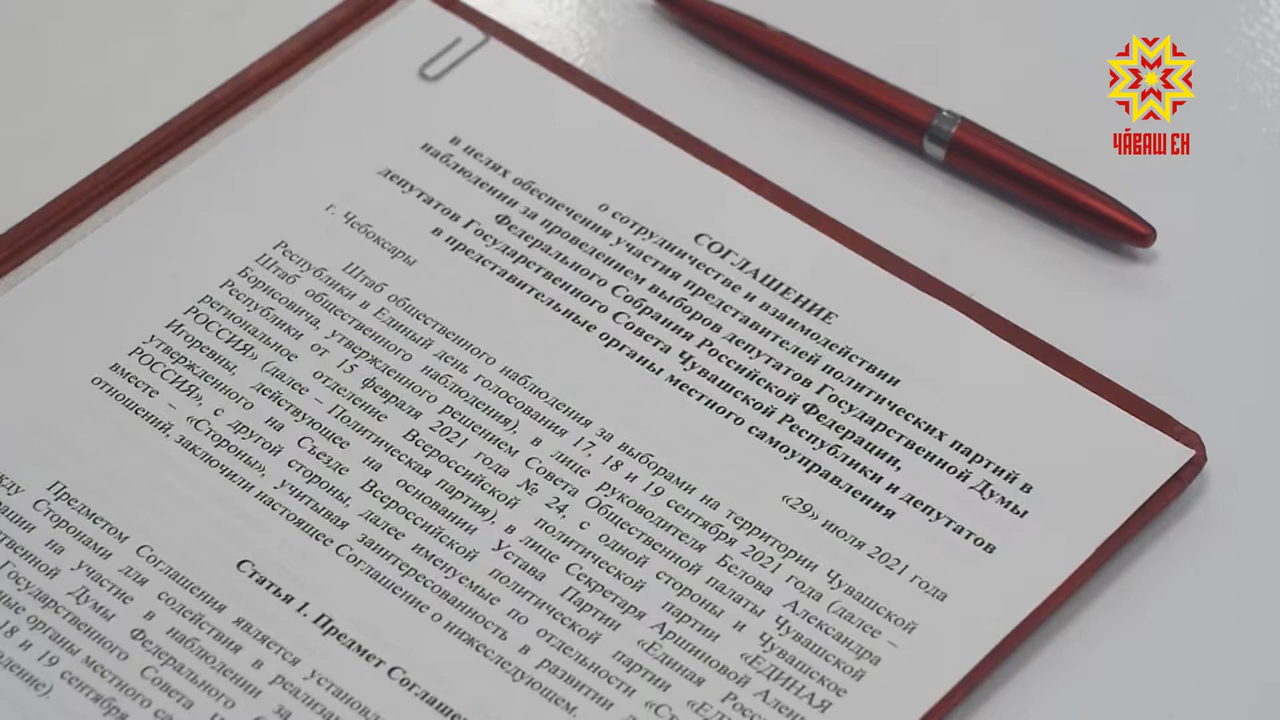 ЧӐВАШ ЕН
СОГЛАШЕНИЕ
о сотрудничестве и взаимодействии
в целях обеспечения участия представителей политических партий в
наблюдении за проведением выборов депутатов Государственной Думы
Федерального Собрания Российской Федерации,
депутатов Государственного Совета Чувашской Республики и депутатов
в представительные органы местного самоуправления
г. Чебоксары
«29» июля 2021 года
Штаб общественного наблюдения за выборами на территории Чувашской
Республики в Единый день голосования 17, 18 и 19 сентября 2021 года (далее –
Штаб общественного наблюдения), в лице руководителя Белова Александра
Борисовича, утвержденного решением Совета Общественной палаты Чувашской
Республики от 15 февраля 2021 года № 24, с одной стороны и Чувашское
региональное отделение Всероссийской политической партии «ЕДИНАЯ
РОССИЯ» (далее – Политическая партия), в лице Секретаря Аршиновой Алены
Игоревны, действующее на основании Устава Партии «Единая
утвержденного на Съезде Всероссийской политической партии
РОССИЯ», с другой стороны, далее именуемые по отдельности
вместе – «Стороны», учитывая заинтересованность в развитии
отношений, заключили настоящее Соглашение о нижеследующем.
Статья 1. Предмет
Предметом Соглашения является
Сторонами для содействия в
на участие в наблюдении за
Думы Федерального
Государственного Совета
органы местного
18 и 19 сентября